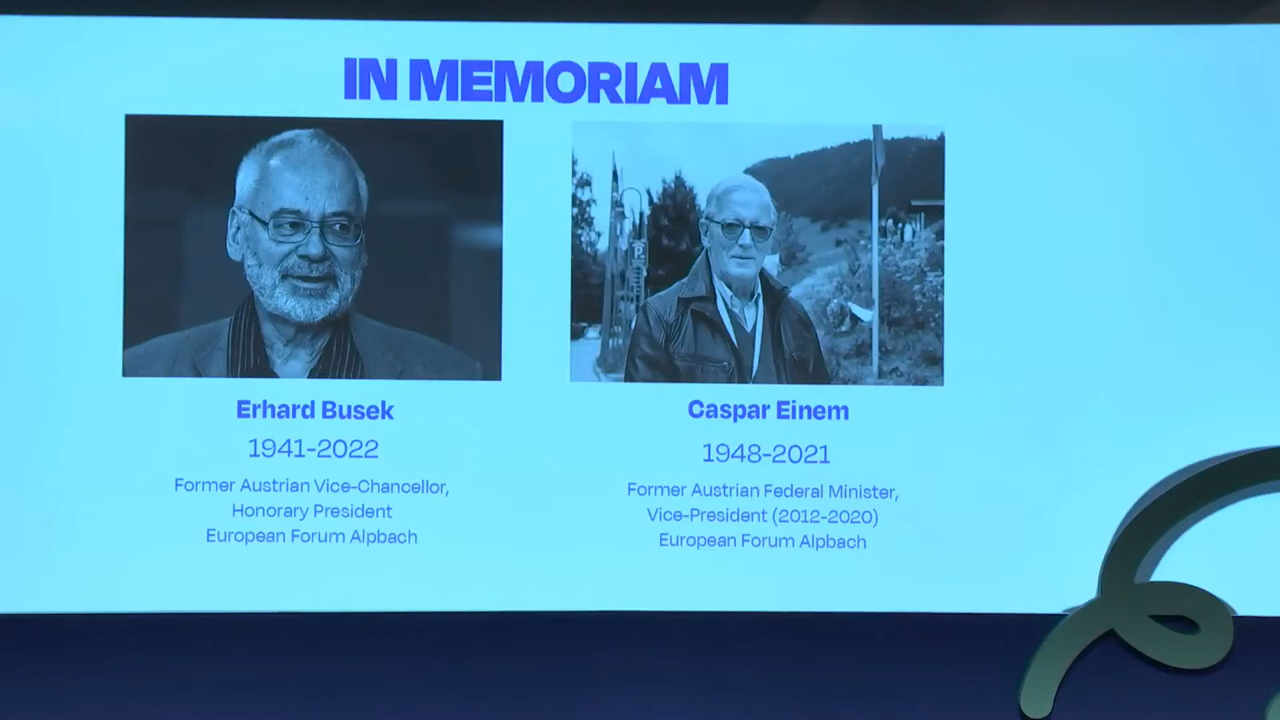 IN MEMORIAM
Erhard Busek
1941-2022
Former Austrian Vice-Chancellor,
Honorary President
European Forum Alpbach
Caspar Einem
1948-2021
Former Austrian Federal Minister,
Vice-President (2012-2020)
European Forum Alpbach